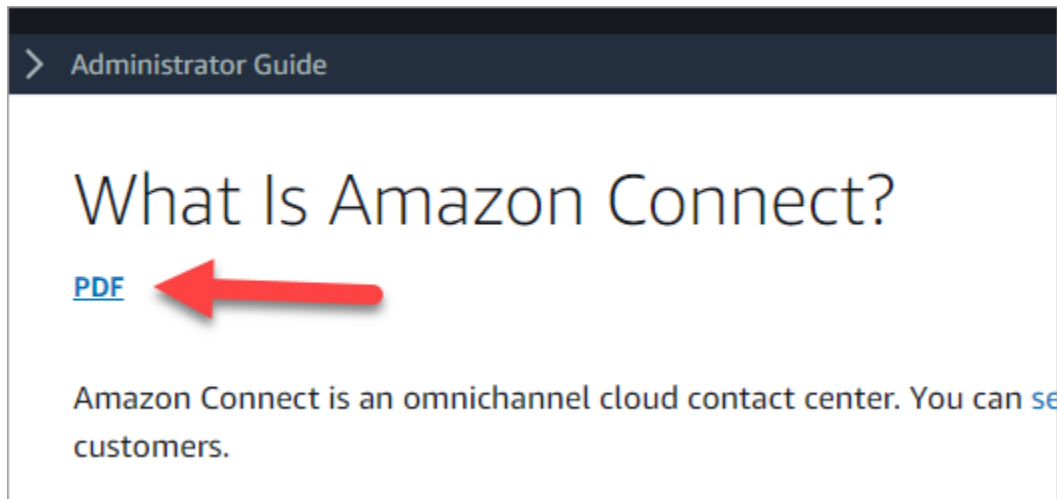 Administrator Guide
What Is Amazon Connect?
PDF
Amazon Connect is an omnichannel cloud contact center. You can se
customers.